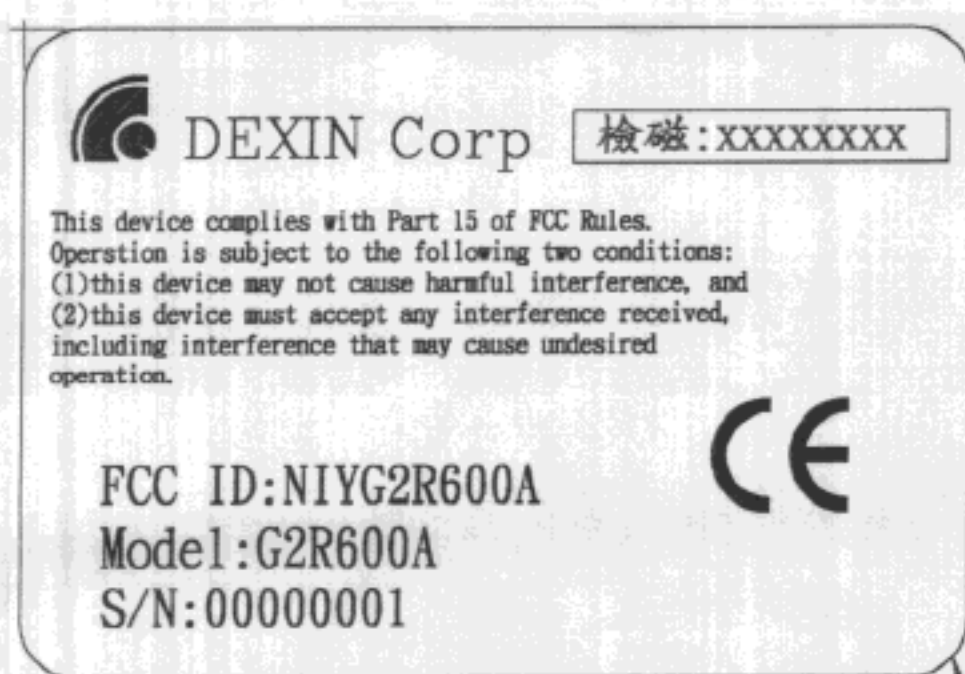 DEXIN Corp
檢磁:XXXXXXXX
This device complies with Part 15 of FCC Rules.
Operstion is subject to the following two conditions:
(1)this device may not cause harmful interference, and
(2)this device must accept any interference received,
including interference that may cause undesired
operation.
CE
FCC ID:NIYG2R600A
Model:G2R600A
S/N:00000001